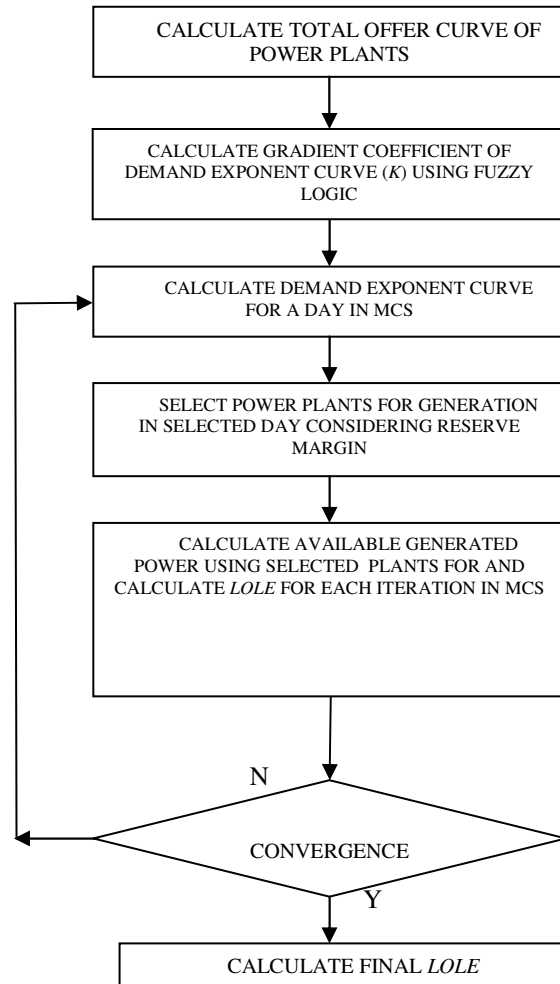 CALCULATE TOTAL OFFER CURVE OF
POWER PLANTS
CALCULATE GRADIENT COEFFICIENT OF
DEMAND EXPONENT CURVE (K) USING FUZZY
LOGIC
CALCULATE DEMAND EXPONENT CURVE
FOR A DAY IN MCS
SELECT POWER PLANTS FOR GENERATION
IN SELECTED DAY CONSIDERING RESERVE
MARGIN
CALCULATE AVAILABLE GENERATED
POWER USING SELECTED PLANTS FOR AND
CALCULATE LOLE FOR EACH ITERATION IN MCS
N
CONVERGENCE
Y
CALCULATE FINAL LOLE